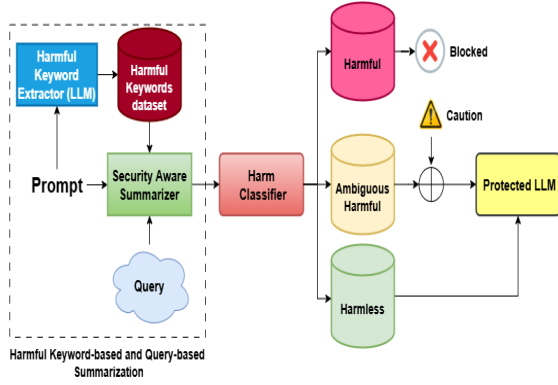 Harmful
Keyword
Extractor (LLM)
Harmful
Keywords
dataset
Prompt
Security Aware
Summarizer
Query
Harmful Keyword-based and Query-based
Summarization
Harm
Classifier
Harmful
Blocked
Caution
Ambiguous
Harmful
Protected LLM
Harmless